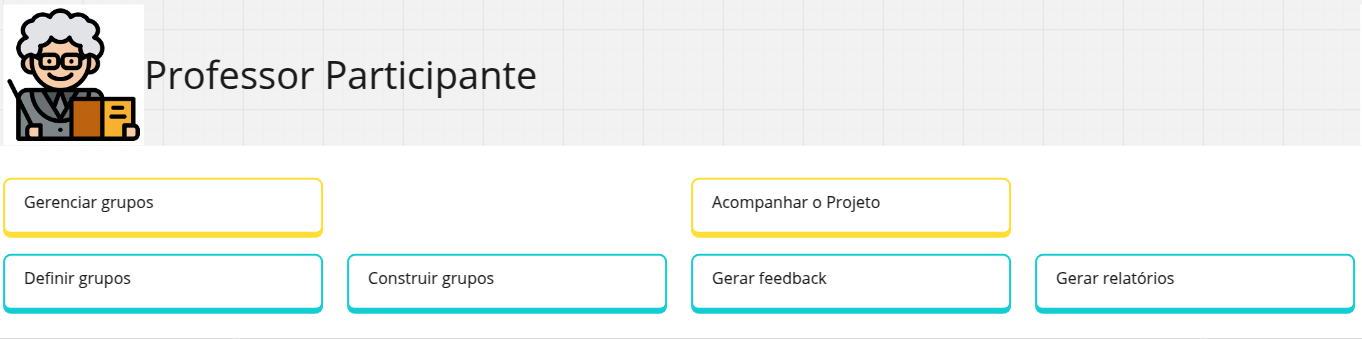 Professor Participante
Gerenciar grupos
Acompanhar o Projeto
Definir grupos
Construir grupos
Gerar feedback
Gerar relatórios